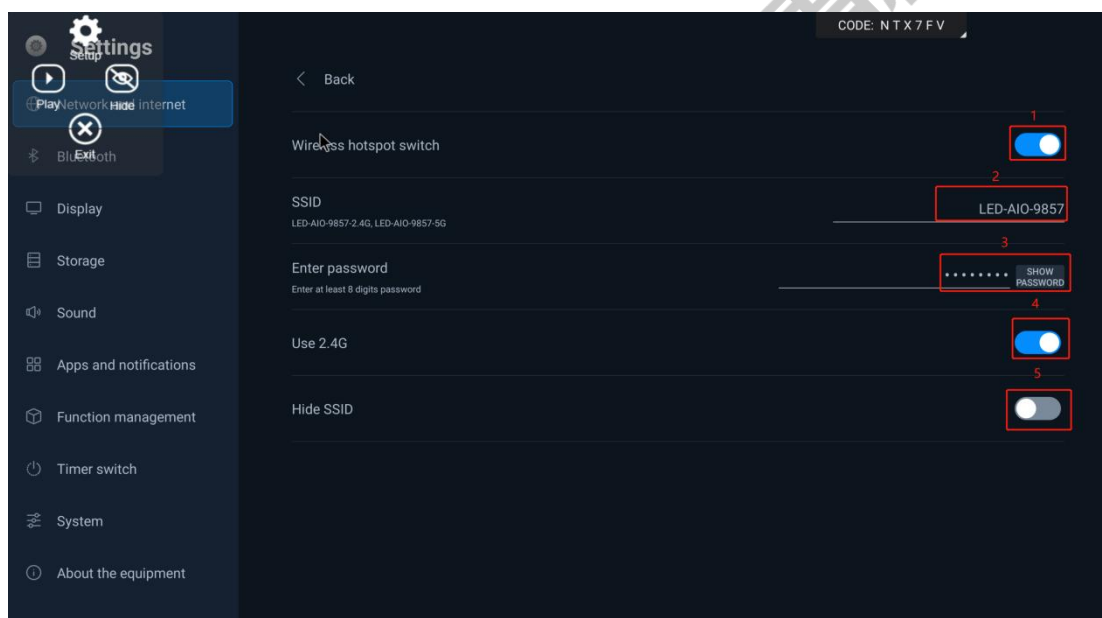 CODE: N T X 7 F V
Settings
Setup
Play
Hide
Exit
Network and internet
Bluetooth
Display
Storage
Sound
Apps and notifications
Function management
Timer switch
System
About the equipment
Back
1
Wireless hotspot switch
2
SSID
LED-AIO-9857-2.4G, LED-AIO-9857-5G
LED-AIO-9857
3
Enter password
Enter at least 8 digits password
SHOW
PASSWORD
4
Use 2.4G
5
Hide SSID